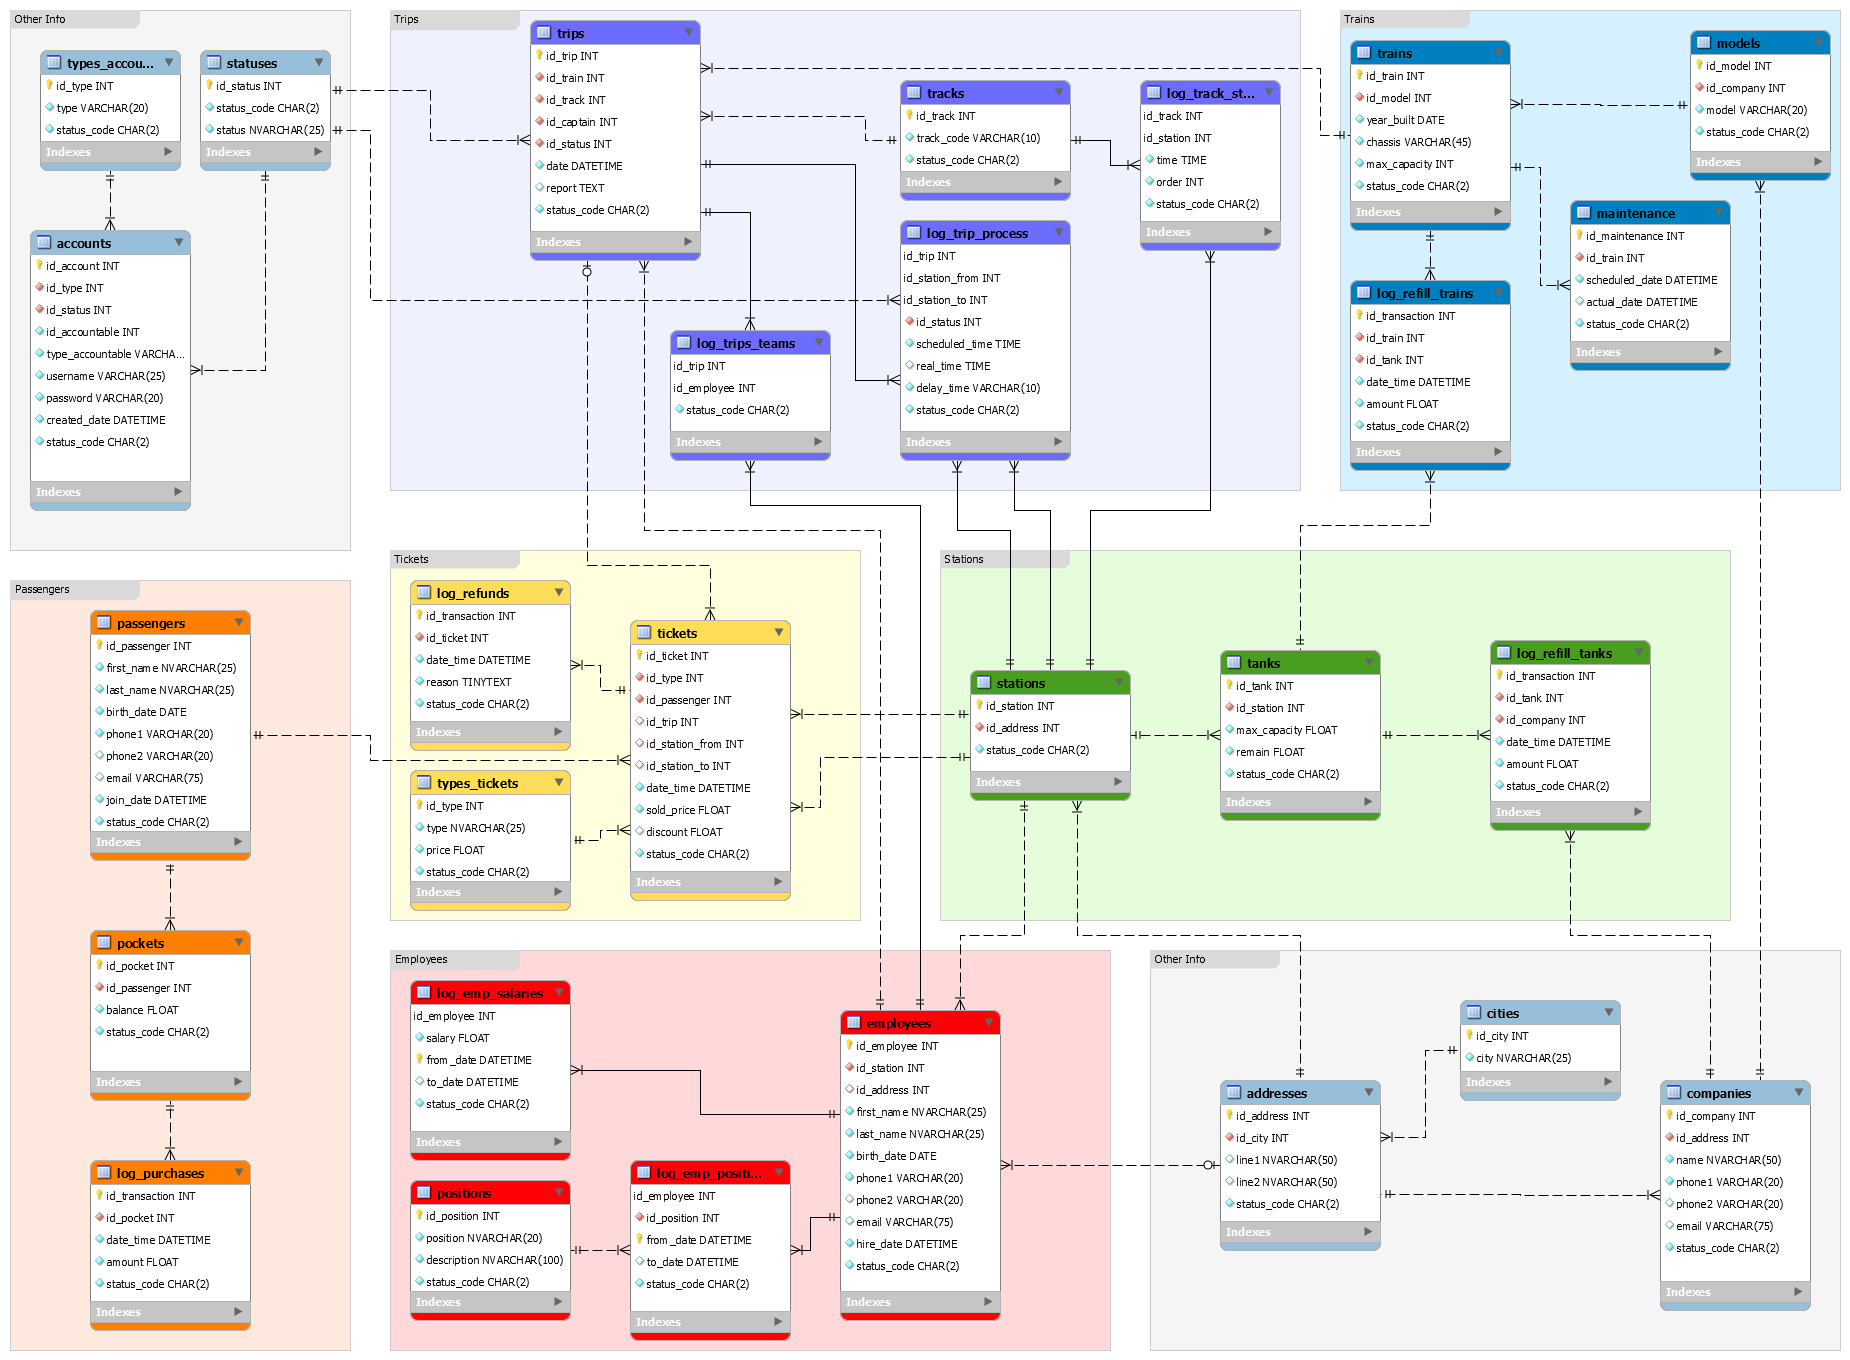 Other Info
types_accou...
id_type INT
type VARCHAR(20)
status_code CHAR(2)
Indexes
statuses
id_status INT
status_code CHAR(2)
status NVARCHAR(25)
Indexes
accounts
id_account INT
id_type INT
id_status INT
id_accountable INT
type_accountable VARCHA...
username VARCHAR(25)
password VARCHAR(20)
created_date DATETIME
status_code CHAR(2)
Indexes
Trips
trips
id_trip INT
id_train INT
id_track INT
id_captain INT
id_status INT
date DATETIME
report TEXT
status_code CHAR(2)
Indexes
tracks
id_track INT
track_code VARCHAR(10)
status_code CHAR(2)
Indexes
log_track_st...
id_track INT
id_station INT
time TIME
order INT
status_code CHAR(2)
Indexes
log_trip_process
id_trip INT
id_station_from INT
id_station_to INT
id_status INT
scheduled_time TIME
real_time TIME
delay_time VARCHAR(10)
status_code CHAR(2)
Indexes
log_trips_teams
id_trip INT
id_employee INT
status_code CHAR(2)
Indexes
Trains
trains
id_train INT
id_model INT
year_built DATE
chassis VARCHAR(45)
max_capacity INT
status_code CHAR(2)
Indexes
models
id_model INT
id_company INT
model VARCHAR(20)
status_code CHAR(2)
Indexes
maintenance
id_maintenance INT
id_train INT
scheduled_date DATETIME
actual_date DATETIME
status_code CHAR(2)
Indexes
log_refill_trains
id_transaction INT
id_train INT
id_tank INT
date_time DATETIME
amount FLOAT
status_code CHAR(2)
Indexes
Passengers
passengers
id_passenger INT
first_name NVARCHAR(25)
last_name NVARCHAR(25)
birth_date DATE
phone1 VARCHAR(20)
phone2 VARCHAR(20)
email VARCHAR(75)
join_date DATETIME
status_code CHAR(2)
Indexes
pockets
id_pocket INT
id_passenger INT
balance FLOAT
status_code CHAR(2)
Indexes
log_purchases
id_transaction INT
id_pocket INT
date_time DATETIME
amount FLOAT
status_code CHAR(2)
Indexes
Tickets
log_refunds
id_transaction INT
id_ticket INT
date_time DATETIME
reason TINYTEXT
status_code CHAR(2)
Indexes
types_tickets
id_type INT
type NVARCHAR(25)
price FLOAT
status_code CHAR(2)
Indexes
tickets
id_ticket INT
id_type INT
id_passenger INT
id_trip INT
id_station_from INT
id_station_to INT
date_time DATETIME
sold_price FLOAT
discount FLOAT
status_code CHAR(2)
Indexes
Stations
stations
id_station INT
id_address INT
status_code CHAR(2)
Indexes
tanks
id_tank INT
id_station INT
max_capacity FLOAT
remain FLOAT
status_code CHAR(2)
Indexes
log_refill_tanks
id_transaction INT
id_tank INT
id_company INT
date_time DATETIME
amount FLOAT
status_code CHAR(2)
Indexes
Employees
log_emp_salaries
id_employee INT
salary FLOAT
from_date DATETIME
to_date DATETIME
status_code CHAR(2)
Indexes
positions
id_position INT
position NVARCHAR(20)
description NVARCHAR(100)
status_code CHAR(2)
Indexes
log_emp_positi...
id_employee INT
id_position INT
from_date DATETIME
to_date DATETIME
status_code CHAR(2)
Indexes
employees
id_employee INT
id_station INT
id_address INT
first_name NVARCHAR(25)
last_name NVARCHAR(25)
birth_date DATE
phone1 VARCHAR(20)
phone2 VARCHAR(20)
email VARCHAR(75)
hire_date DATETIME
status_code CHAR(2)
Indexes
Other Info
addresses
id_address INT
id_city INT
line1 NVARCHAR(50)
line2 NVARCHAR(50)
status_code CHAR(2)
Indexes
cities
id_city INT
city NVARCHAR(25)
Indexes
companies
id_company INT
id_address INT
name NVARCHAR(50)
phone1 VARCHAR(20)
phone2 VARCHAR(20)
email VARCHAR(75)
status_code CHAR(2)
Indexes